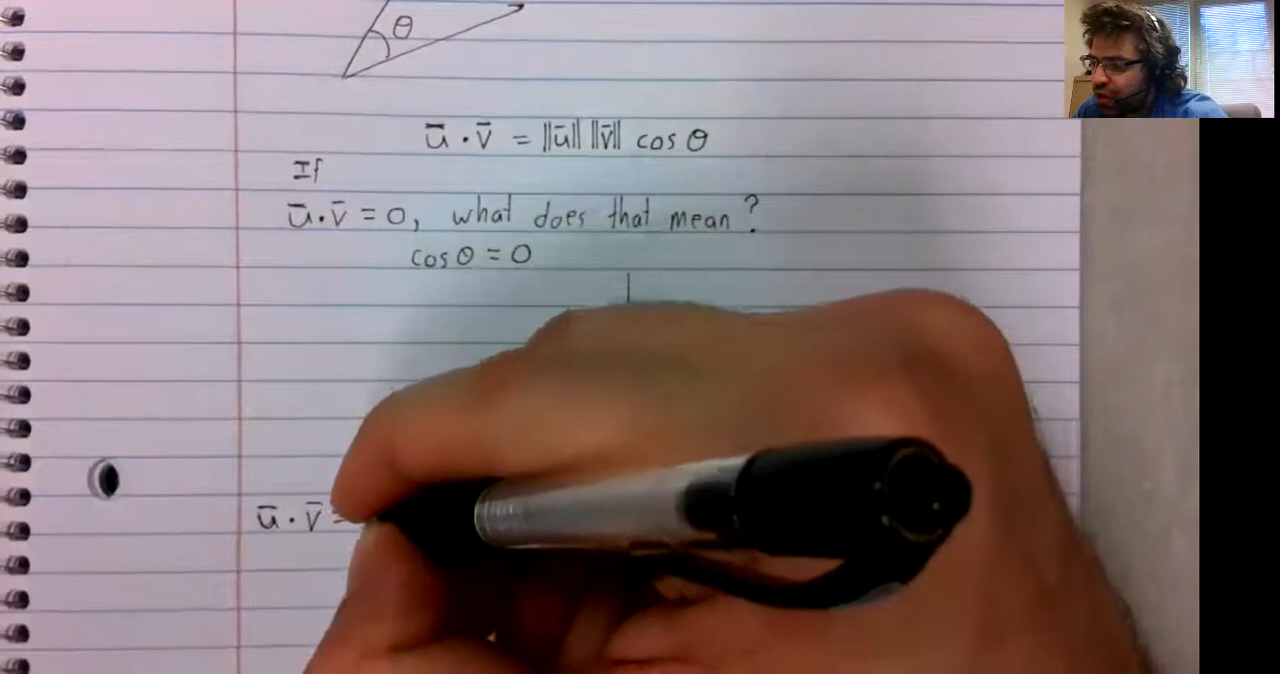 θ
ū · v̄ = ||ū|| ||v̄|| cos θ
If
ū · v̄ = 0, what does that mean?
cos θ = 0
ū · v̄ =